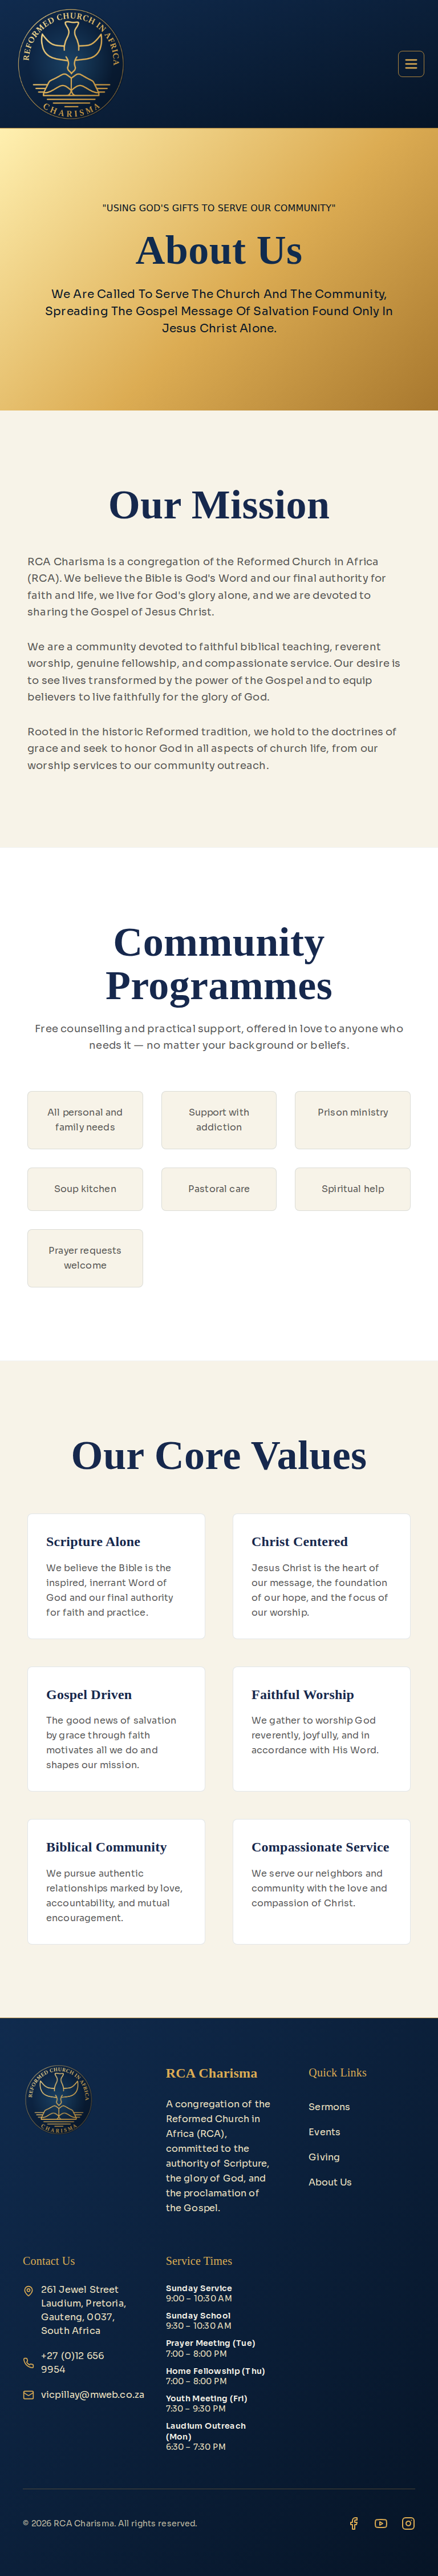 REFORMED CHURCH IN AFRICA
CHARISMA
"USING GOD'S GIFTS TO SERVE OUR COMMUNITY"
About Us
We Are Called To Serve The Church And The Community,
Spreading The Gospel Message Of Salvation Found Only In
Jesus Christ Alone.
Our Mission
RCA Charisma is a congregation of the Reformed Church in Africa
(RCA). We believe the Bible is God's Word and our final authority for
faith and life, we live for God's glory alone, and we are devoted to
sharing the Gospel of Jesus Christ.
We are a community devoted to faithful biblical teaching, reverent
worship, genuine fellowship, and compassionate service. Our desire is
to see lives transformed by the power of the Gospel and to equip
believers to live faithfully for the glory of God.
Rooted in the historic Reformed tradition, we hold to the doctrines of
grace and seek to honor God in all aspects of church life, from our
worship services to our community outreach.
Community
Programmes
Free counselling and practical support, offered in love to anyone who
needs it — no matter your background or beliefs.
All personal and
family needs
Support with
addiction
Prison ministry
Soup kitchen
Pastoral care
Spiritual help
Prayer requests
welcome
Our Core Values
Scripture Alone
We believe the Bible is the
inspired, inerrant Word of
God and our final authority
for faith and practice.
Christ Centered
Jesus Christ is the heart of
our message, the foundation
of our hope, and the focus of
our worship.
Gospel Driven
The good news of salvation
by grace through faith
motivates all we do and
shapes our mission.
Faithful Worship
We gather to worship God
reverently, joyfully, and in
accordance with His Word.
Biblical Community
We pursue authentic
relationships marked by love,
accountability, and mutual
encouragement.
Compassionate Service
We serve our neighbors and
community with the love and
compassion of Christ.
REFORMED CHURCH IN AFRICA
CHARISMA
RCA Charisma
A congregation of the
Reformed Church in
Africa (RCA),
committed to the
authority of Scripture,
the glory of God, and
the proclamation of
the Gospel.
Quick Links
Sermons
Events
Giving
About Us
Contact Us
261 Jewel Street
Laudium, Pretoria,
Gauteng, 0037,
South Africa
+27 (0)12 656
9954
vicpillay@mweb.co.za
Service Times
Sunday Service
9:00 – 10:30 AM
Sunday School
9:30 – 10:30 AM
Prayer Meeting (Tue)
7:00 – 8:00 PM
Home Fellowship (Thu)
7:00 – 8:00 PM
Youth Meeting (Fri)
7:30 – 9:30 PM
Laudium Outreach
(Mon)
6:30 – 7:30 PM
© 2026 RCA Charisma. All rights reserved.